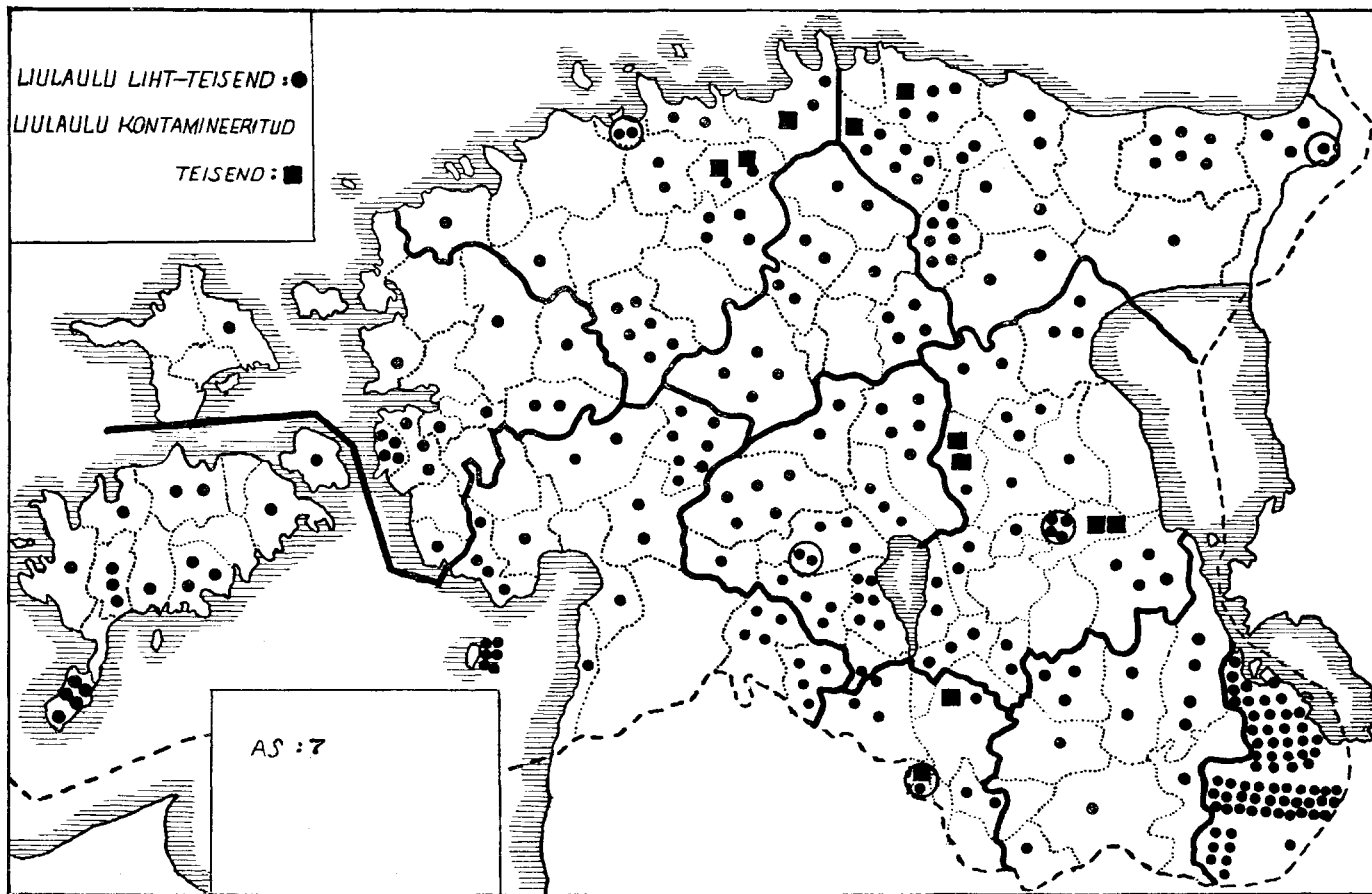 LIULAULU LIHT-TEISEND : ●
LIULAULU KONTAMINEERITUD
TEISEND : ■
AS : 7